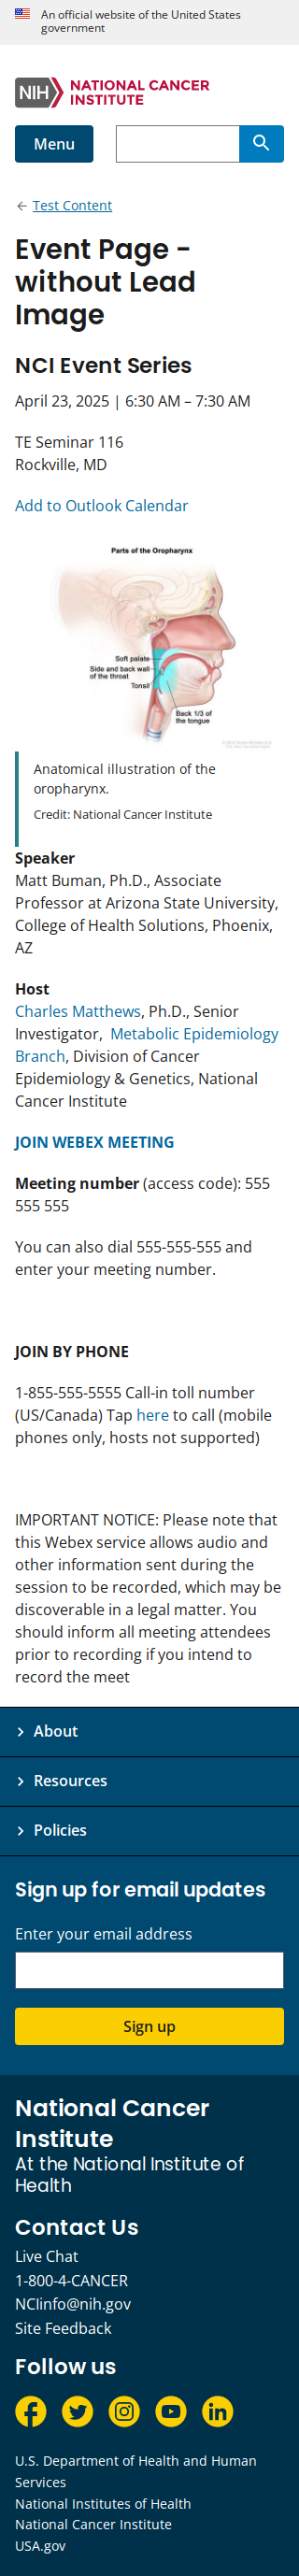 An official website of the United States
government
NIH
NATIONAL CANCER
INSTITUTE
Menu
Test Content
Event Page -
without Lead
Image
NCI Event Series
April 23, 2025 | 6:30 AM – 7:30 AM
TE Seminar 116
Rockville, MD
Add to Outlook Calendar
Parts of the Oropharynx
Soft palate
Side and back wall
of the throat
Tonsil
Back 1/3 of
the tongue
Anatomical illustration of the
oropharynx.
Credit: National Cancer Institute
Speaker
Matt Buman, Ph.D., Associate
Professor at Arizona State University,
College of Health Solutions, Phoenix,
AZ
Host
Charles Matthews, Ph.D., Senior
Investigator,  Metabolic Epidemiology
Branch, Division of Cancer
Epidemiology & Genetics, National
Cancer Institute
JOIN WEBEX MEETING
Meeting number (access code): 555
555 555
You can also dial 555-555-555 and
enter your meeting number.
JOIN BY PHONE
1-855-555-5555 Call-in toll number
(US/Canada) Tap here to call (mobile
phones only, hosts not supported)
IMPORTANT NOTICE: Please note that
this Webex service allows audio and
other information sent during the
session to be recorded, which may be
discoverable in a legal matter. You
should inform all meeting attendees
prior to recording if you intend to
record the meet
About
Resources
Policies
Sign up for email updates
Enter your email address
Sign up
National Cancer
Institute
At the National Institute of
Health
Contact Us
Live Chat
1-800-4-CANCER
NCIinfo@nih.gov
Site Feedback
Follow us
U.S. Department of Health and Human
Services
National Institutes of Health
National Cancer Institute
USA.gov